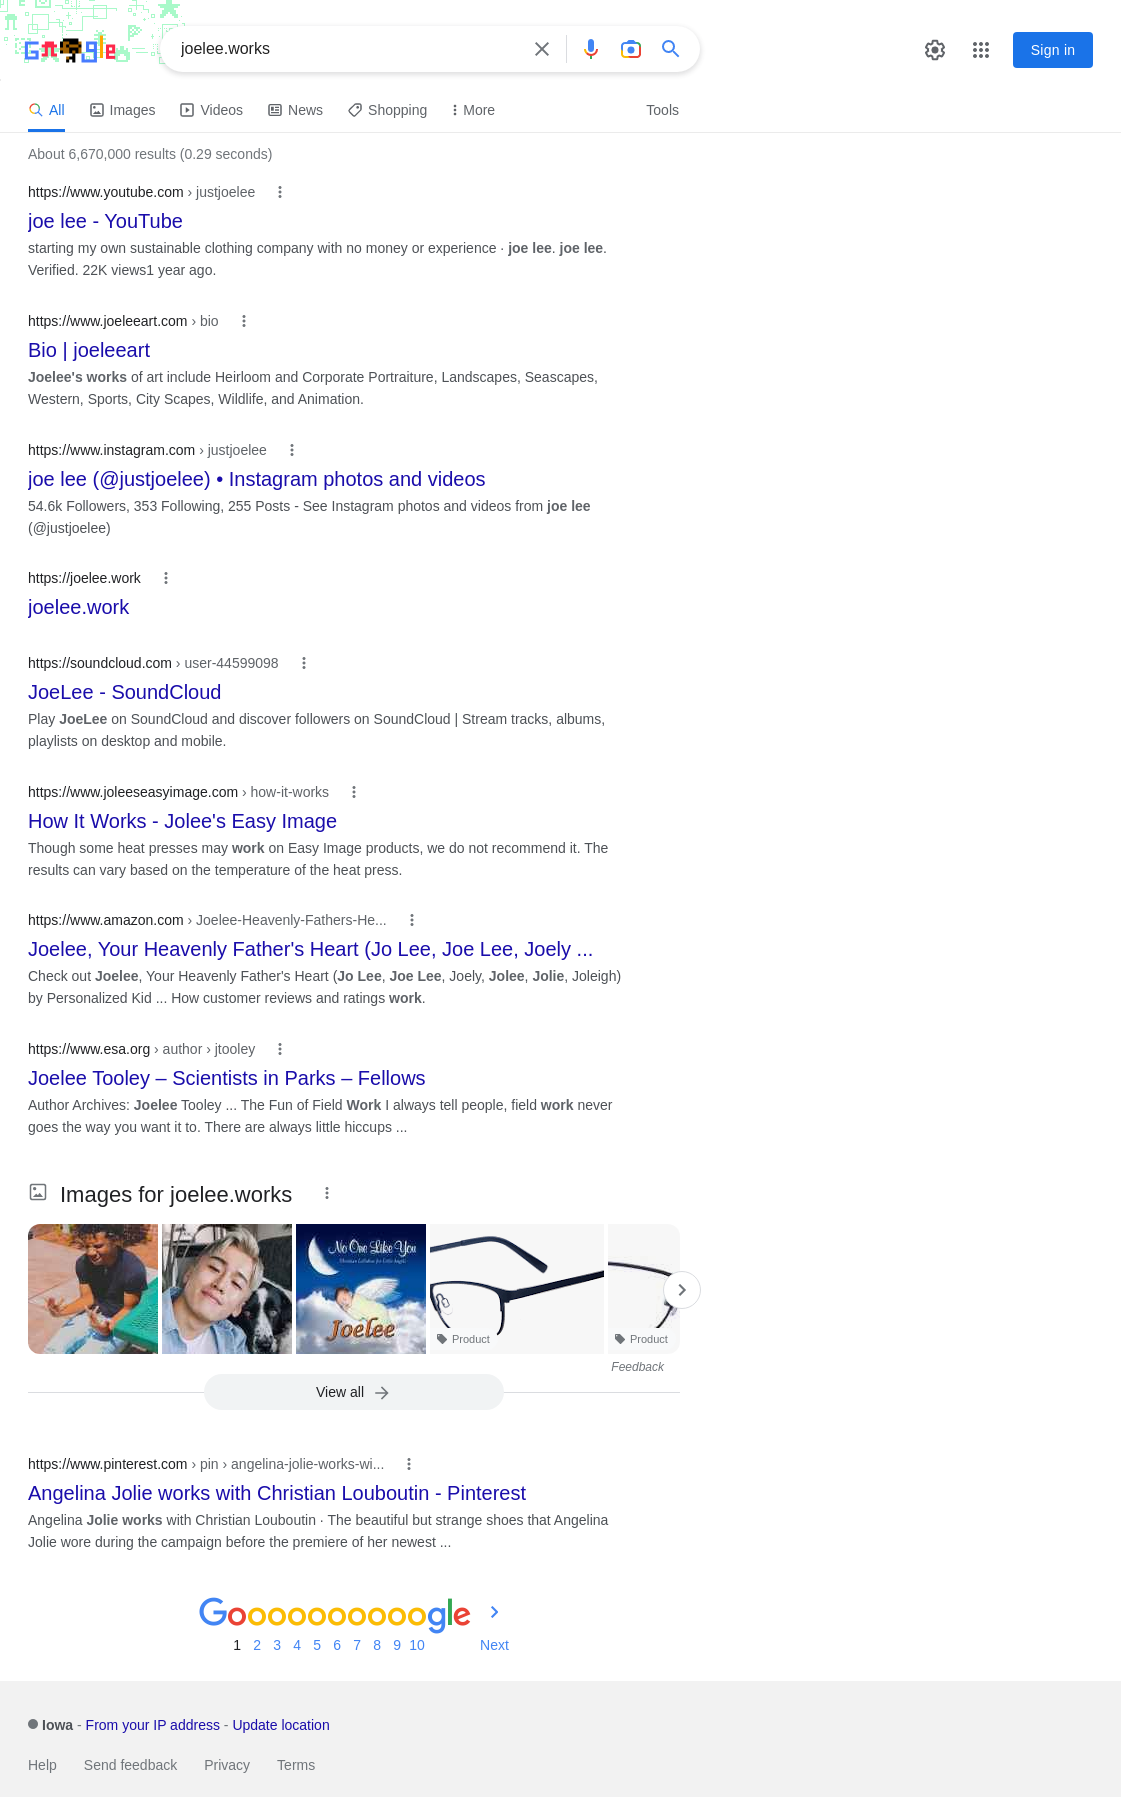 Google
joelee.works
Sign in
All Images Videos News Shopping More Tools
About 6,670,000 results (0.29 seconds)
https://www.youtube.com › justjoelee
joe lee - YouTube
starting my own sustainable clothing company with no money or experience · joe lee. joe lee.
Verified. 22K views1 year ago.
https://www.joeleeart.com › bio
Bio | joeleeart
Joelee's works of art include Heirloom and Corporate Portraiture, Landscapes, Seascapes,
Western, Sports, City Scapes, Wildlife, and Animation.
https://www.instagram.com › justjoelee
joe lee (@justjoelee) • Instagram photos and videos
54.6k Followers, 353 Following, 255 Posts - See Instagram photos and videos from joe lee
(@justjoelee)
https://joelee.work
joelee.work
https://soundcloud.com › user-44599098
JoeLee - SoundCloud
Play JoeLee on SoundCloud and discover followers on SoundCloud | Stream tracks, albums,
playlists on desktop and mobile.
https://www.joleeseasyimage.com › how-it-works
How It Works - Jolee's Easy Image
Though some heat presses may work on Easy Image products, we do not recommend it. The
results can vary based on the temperature of the heat press.
https://www.amazon.com › Joelee-Heavenly-Fathers-He...
Joelee, Your Heavenly Father's Heart (Jo Lee, Joe Lee, Joely ...
Check out Joelee, Your Heavenly Father's Heart (Jo Lee, Joe Lee, Joely, Jolee, Jolie, Joleigh)
by Personalized Kid ... How customer reviews and ratings work.
https://www.esa.org › author › jtooley
Joelee Tooley – Scientists in Parks – Fellows
Author Archives: Joelee Tooley ... The Fun of Field Work I always tell people, field work never
goes the way you want it to. There are always little hiccups ...
Images for joelee.works
No One Like You
Christian Lullabies for Little Angels
Joelee
Product
Product
Feedback
View all
https://www.pinterest.com › pin › angelina-jolie-works-wi...
Angelina Jolie works with Christian Louboutin - Pinterest
Angelina Jolie works with Christian Louboutin · The beautiful but strange shoes that Angelina
Jolie wore during the campaign before the premiere of her newest ...
Goooooooooogle
1 2 3 4 5 6 7 8 9 10 Next
Iowa - From your IP address - Update location
Help Send feedback Privacy Terms